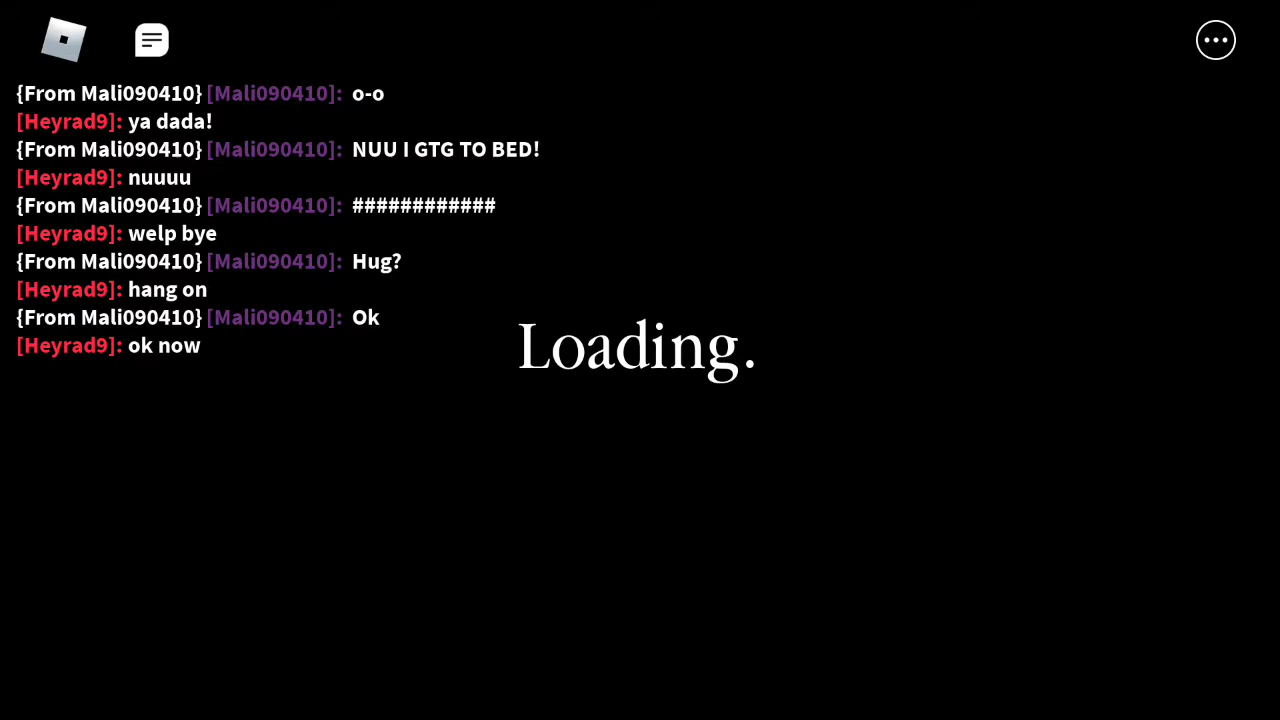 {From Mali090410} [Mali090410]: o-o
[Heyrad9]: ya dada!
{From Mali090410} [Mali090410]: NUU I GTG TO BED!
[Heyrad9]: nuuuu
{From Mali090410} [Mali090410]: ############
[Heyrad9]: welp bye
{From Mali090410} [Mali090410]: Hug?
[Heyrad9]: hang on
{From Mali090410} [Mali090410]: Ok
[Heyrad9]: ok now
Loading.